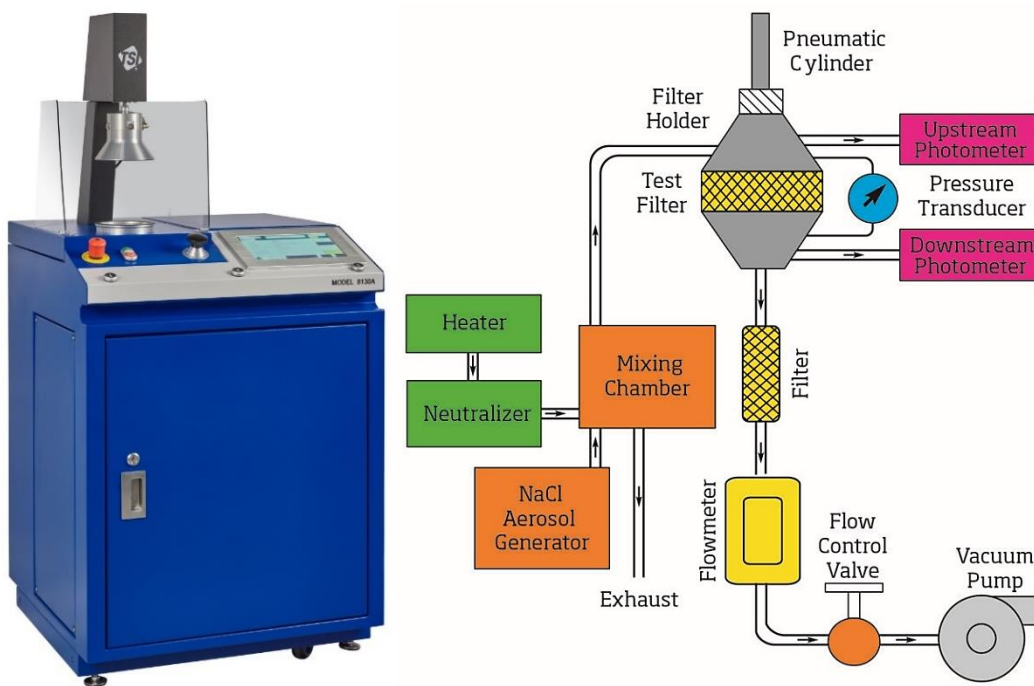 TSI
MODEL 8130A
Pneumatic
Cylinder
Filter
Holder
Upstream
Photometer
Test
Filter
Pressure
Transducer
Downstream
Photometer
Heater
Mixing
Chamber
Neutralizer
Filter
NaCl
Aerosol
Generator
Exhaust
Flowmeter
Flow
Control
Valve
Vacuum
Pump